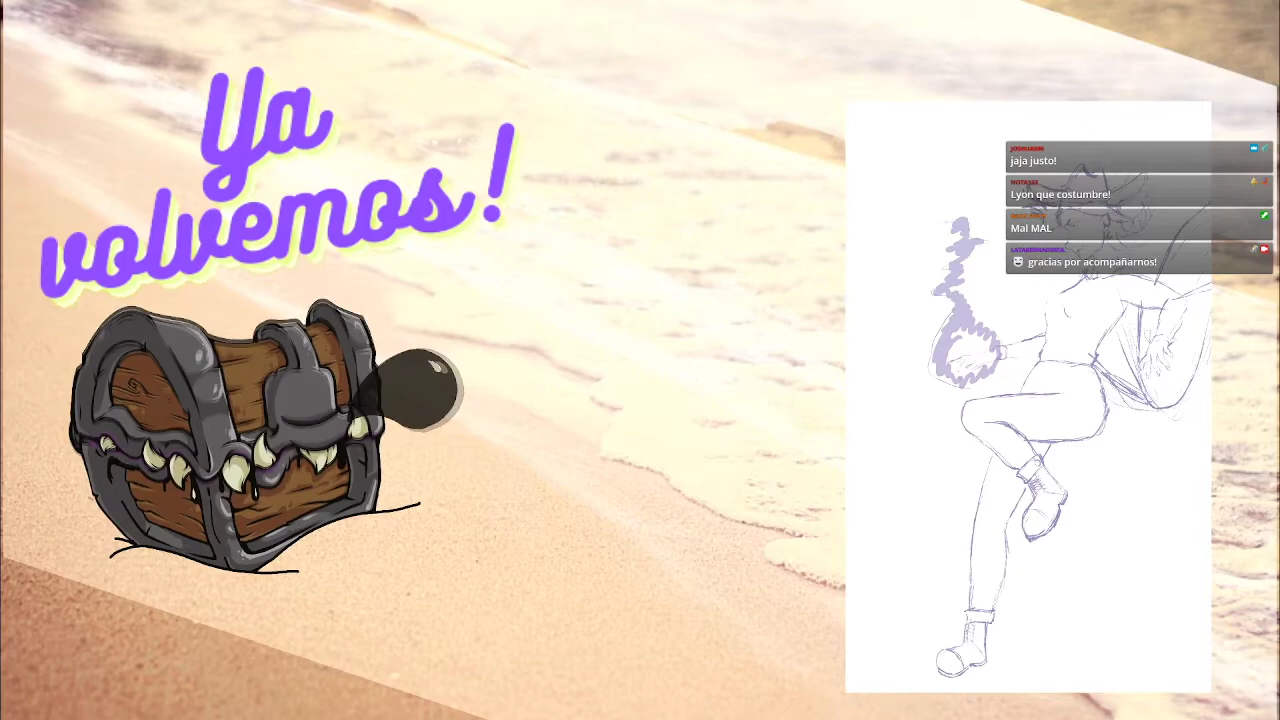 Ya
volvemos!
jaja justo!
Lyon que costumbre!
Mal MAL
gracias por acompañarnos!